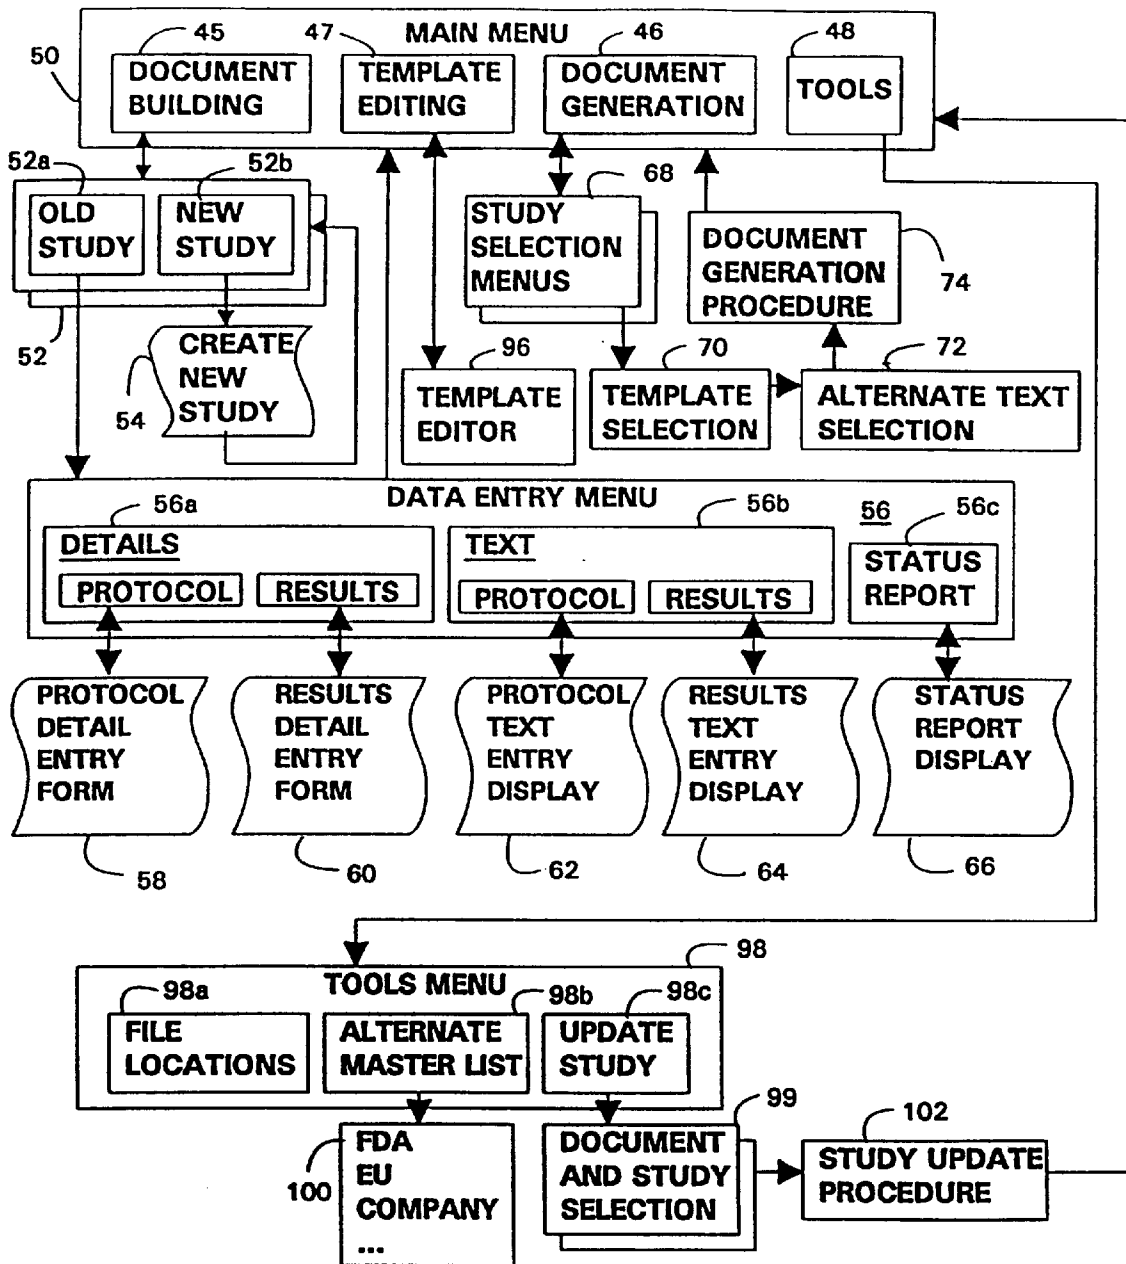 MAIN MENU
45
47
46
48
50
DOCUMENT
BUILDING
TEMPLATE
EDITING
DOCUMENT
GENERATION
TOOLS
52a
52b
OLD
STUDY
NEW
STUDY
52
68
STUDY
SELECTION
MENUS
DOCUMENT
GENERATION
PROCEDURE
74
CREATE
NEW
STUDY
54
96
TEMPLATE
EDITOR
70
TEMPLATE
SELECTION
72
ALTERNATE TEXT
SELECTION
DATA ENTRY MENU
56a
56b
56
56c
DETAILS
PROTOCOL
RESULTS
TEXT
PROTOCOL
RESULTS
STATUS
REPORT
PROTOCOL
DETAIL
ENTRY
FORM
RESULTS
DETAIL
ENTRY
FORM
PROTOCOL
TEXT
ENTRY
DISPLAY
RESULTS
TEXT
ENTRY
DISPLAY
STATUS
REPORT
DISPLAY
58
60
62
64
66
98
TOOLS MENU
98a
98b
98c
FILE
LOCATIONS
ALTERNATE
MASTER LIST
UPDATE
STUDY
99
100
FDA
EU
COMPANY
...
DOCUMENT
AND STUDY
SELECTION
102
STUDY UPDATE
PROCEDURE